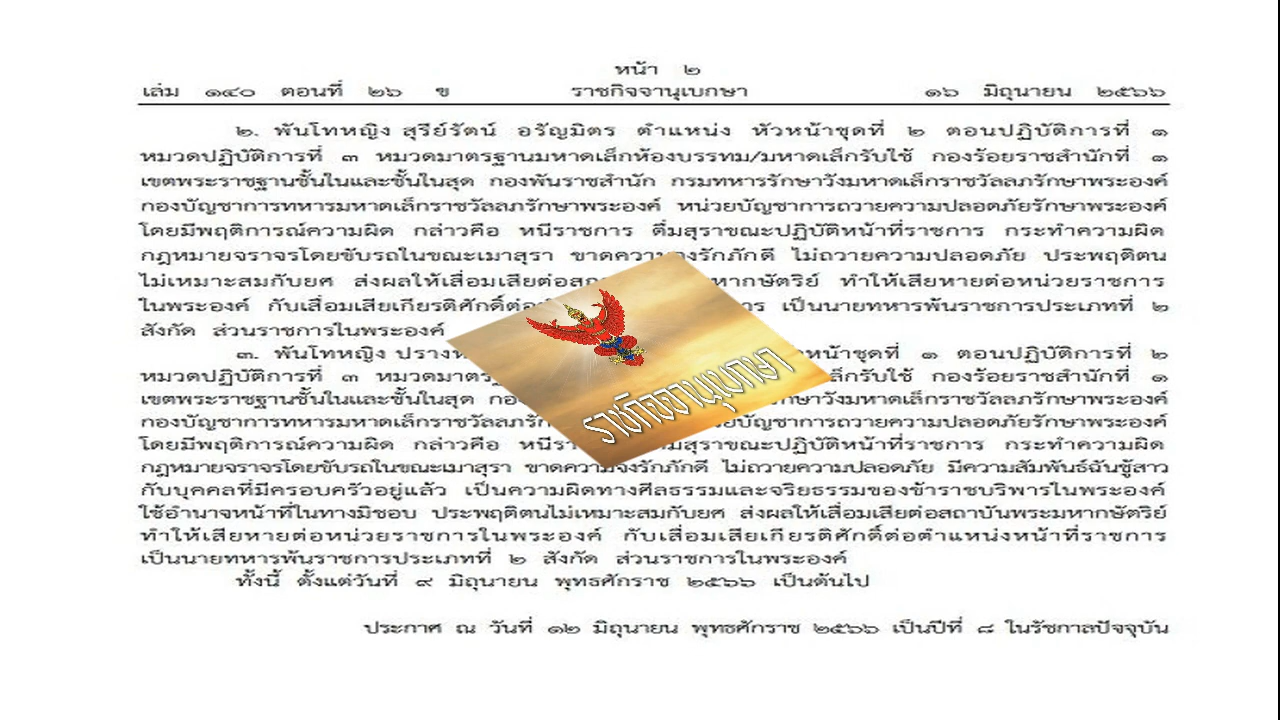 หน้า ๒
เล่ม ๑๔๐ ตอนที่ ๒๖ ข ราชกิจจานุเบกษา ๑๖ มิถุนายน ๒๕๖๖
๒. พันโทหญิง สุรีย์รัตน์ อรัญมิตร ตำแหน่ง หัวหน้าชุดที่ ๒ ตอนปฏิบัติการที่ ๑
หมวดปฏิบัติการที่ ๓ หมวดมาตรฐานมหาดเล็กห้องบรรทม/มหาดเล็กรับใช้ กองร้อยราชสำนักที่ ๑
เขตพระราชฐานชั้นในและชั้นในสุด กองพันราชสำนัก กรมทหารรักษาวังมหาดเล็กราชวัลลภรักษาพระองค์
กองบัญชาการทหารมหาดเล็กราชวัลลภรักษาพระองค์ หน่วยบัญชาการถวายความปลอดภัยรักษาพระองค์
โดยมีพฤติการณ์ความผิด กล่าวคือ หนีราชการ ดื่มสุราขณะปฏิบัติหน้าที่ราชการ กระทำความผิด
กฎหมายจราจรโดยขับรถในขณะเมาสุรา ขาดความจงรักภักดี ไม่ถวายความปลอดภัย ประพฤติตน
ไม่เหมาะสมกับยศ ส่งผลให้เสื่อมเสียต่อสถ มหากษัตริย์ ทำให้เสียหายต่อหน่วยราชการ
ในพระองค์ กับเสื่อมเสียเกียรติศักดิ์ต่อ าร เป็นนายทหารพ้นราชการประเภทที่ ๒
สังกัด ส่วนราชการในพระองค์
๓. พันโทหญิง ปราง หน้าชุดที่ ๑ ตอนปฏิบัติการที่ ๒
หมวดปฏิบัติการที่ ๓ หมวดมาตร ล็กรับใช้ กองร้อยราชสำนักที่ ๑
เขตพระราชฐานชั้นในและชั้นในสุด กอ ษาวังมหาดเล็กราชวัลลภรักษาพระองค์
กองบัญชาการทหารมหาดเล็กราชวัลลภรัก ยบัญชาการถวายความปลอดภัยรักษาพระองค์
โดยมีพฤติการณ์ความผิด กล่าวคือ หนีรา มสุราขณะปฏิบัติหน้าที่ราชการ กระทำความผิด
กฎหมายจราจรโดยขับรถในขณะเมาสุรา ขาดความจงรักภักดี ไม่ถวายความปลอดภัย มีความสัมพันธ์ฉันชู้สาว
กับบุคคลที่มีครอบครัวอยู่แล้ว เป็นความผิดทางศีลธรรมและจริยธรรมของข้าราชบริพารในพระองค์
ใช้อำนาจหน้าที่ในทางมิชอบ ประพฤติตนไม่เหมาะสมกับยศ ส่งผลให้เสื่อมเสียต่อสถาบันพระมหากษัตริย์
ทำให้เสียหายต่อหน่วยราชการในพระองค์ กับเสื่อมเสียเกียรติศักดิ์ต่อตำแหน่งหน้าที่ราชการ
เป็นนายทหารพ้นราชการประเภทที่ ๒ สังกัด ส่วนราชการในพระองค์
ทั้งนี้ ตั้งแต่วันที่ ๙ มิถุนายน พุทธศักราช ๒๕๖๖ เป็นต้นไป
ประกาศ ณ วันที่ ๑๒ มิถุนายน พุทธศักราช ๒๕๖๖ เป็นปีที่ ๘ ในรัชกาลปัจจุบัน
ราชกิจจานุเบกษา